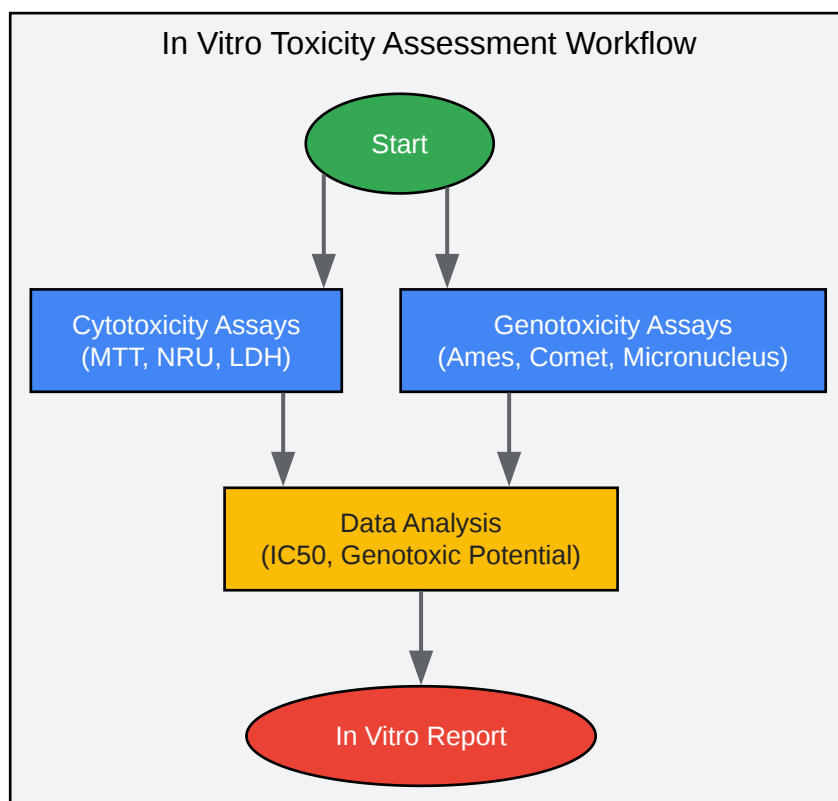 In Vitro Toxicity Assessment Workflow
Start
Cytotoxicity Assays
(MTT, NRU, LDH)
Genotoxicity Assays
(Ames, Comet, Micronucleus)
Data Analysis
(IC50, Genotoxic Potential)
In Vitro Report